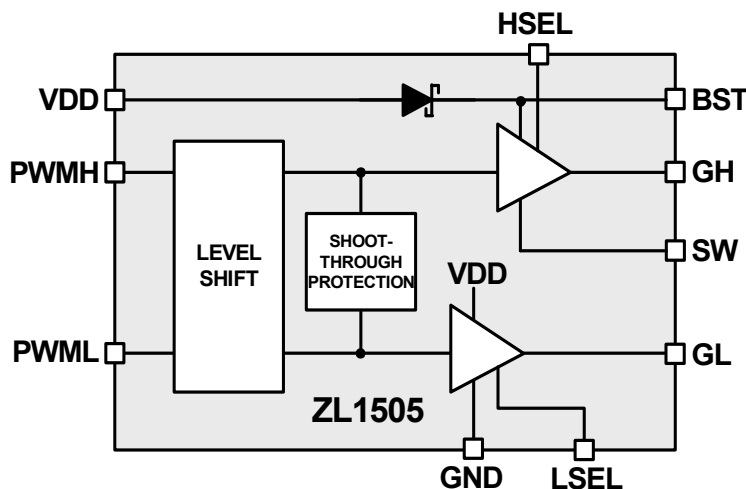 HSEL
VDD
BST
PWMH
GH
LEVEL
SHIFT
SHOOT-
THROUGH
PROTECTION
SW
VDD
PWML
GL
ZL1505
GND
LSEL